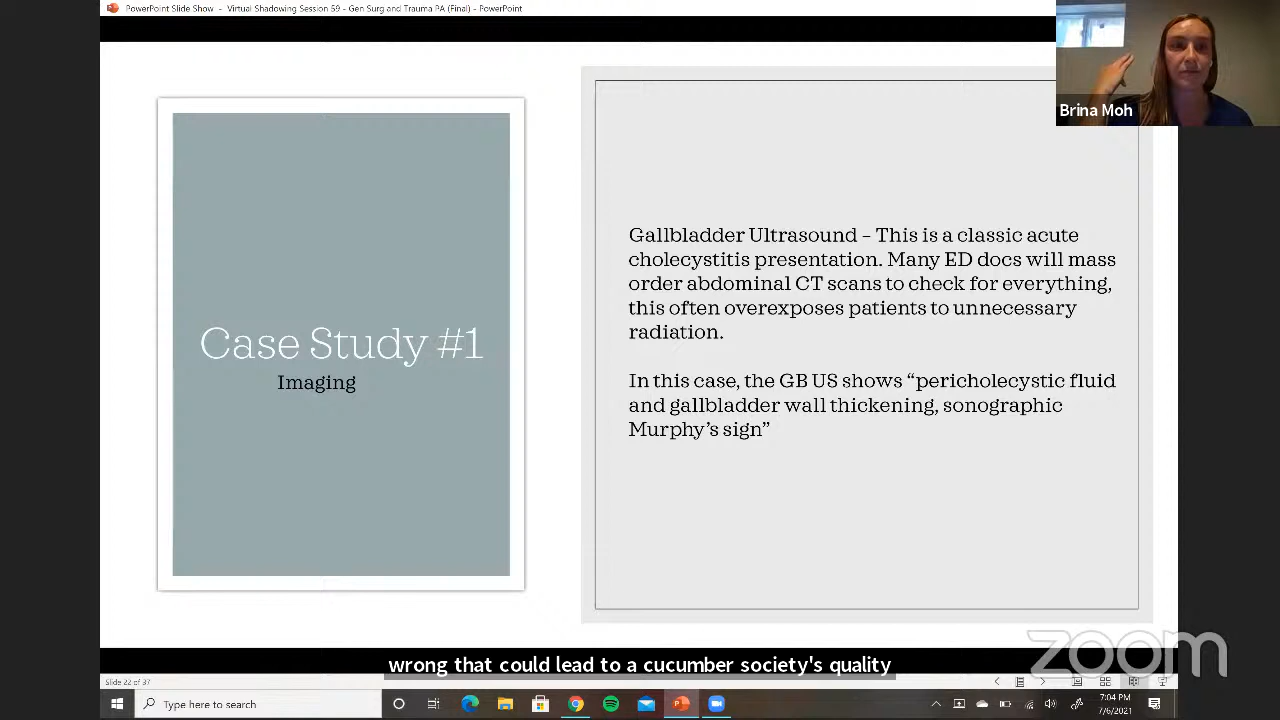 PowerPoint Slide Show - Virtual Shadowing Session 59 - Gen Surg and Trauma PA (Final) - PowerPoint
Brina Moh
Case Study #1
Imaging
Gallbladder Ultrasound – This is a classic acute
cholecystitis presentation. Many ED docs will mass
order abdominal CT scans to check for everything,
this often overexposes patients to unnecessary
radiation.
In this case, the GB US shows “pericholecystic fluid
and gallbladder wall thickening, sonographic
Murphy’s sign”
zoom
wrong that could lead to a cucumber society's quality
Slide 22 of 37
Type here to search
7:04 PM
7/6/2021